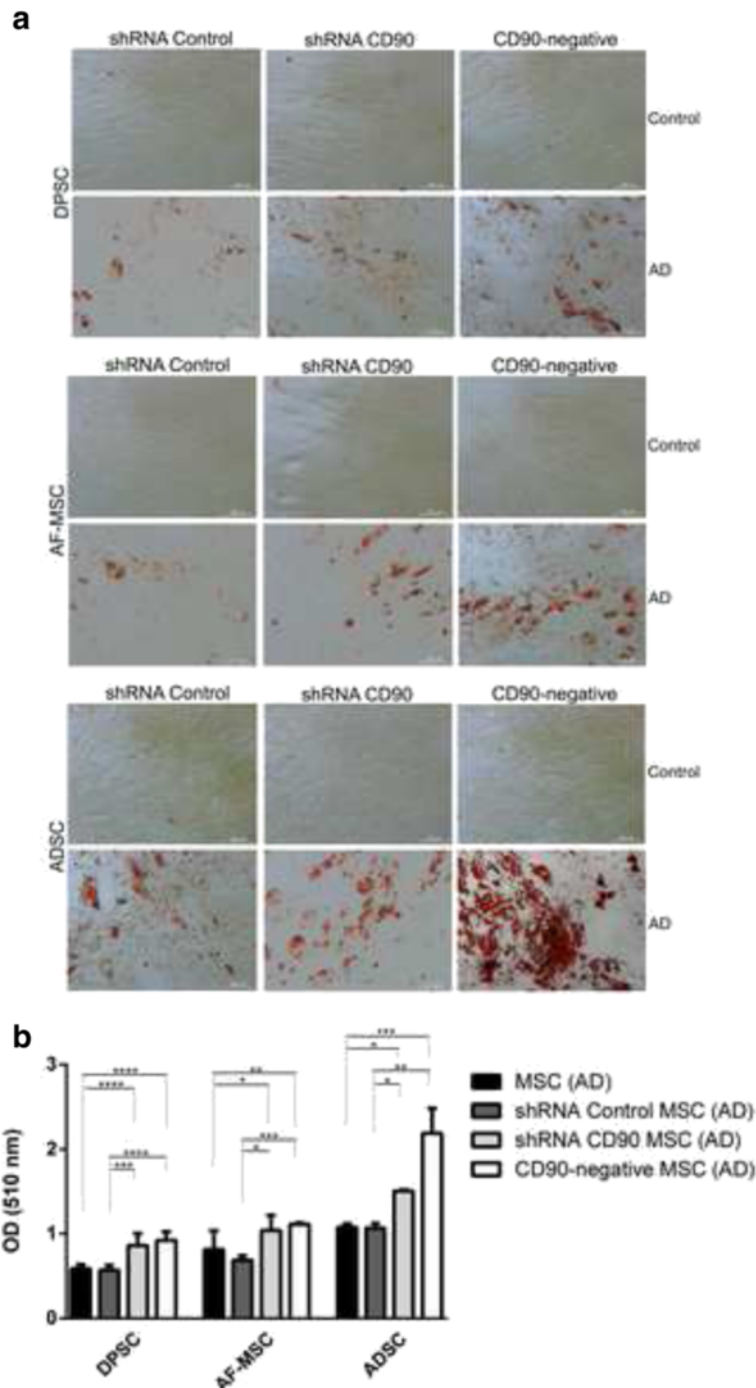 a
shRNA Control shRNA CD90 CD90-negative
Control
DPSC
AD
shRNA Control shRNA CD90 CD90-negative
Control
AF-MSC
AD
shRNA Control shRNA CD90 CD90-negative
Control
ADSC
AD
b
OD (510 nm)
3
2
1
0
**** ****
*** ****
** *
*** *
*** *
** *
DPSC AF-MSC ADSC
MSC (AD)
shRNA Control MSC (AD)
shRNA CD90 MSC (AD)
CD90-negative MSC (AD)